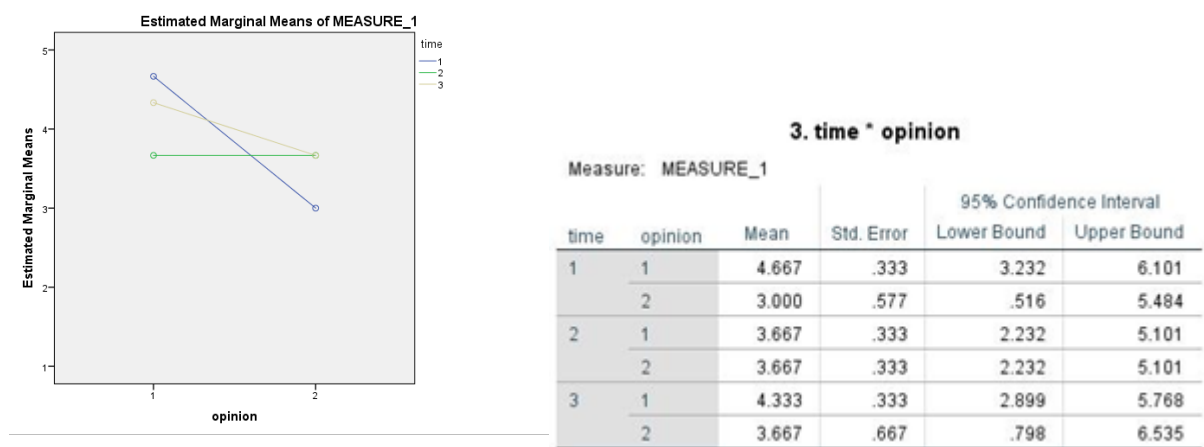 Estimated Marginal Means of MEASURE_1
time
1
2
3
5
4
3
2
1
Estimated Marginal Means
1 2
opinion
3. time * opinion
Measure: MEASURE_1
95% Confidence Interval
time opinion Mean Std. Error Lower Bound Upper Bound
1 1 4.667 .333 3.232 6.101
2 3.000 .577 .516 5.484
2 1 3.667 .333 2.232 5.101
2 3.667 .333 2.232 5.101
3 1 4.333 .333 2.899 5.768
2 3.667 .667 .798 6.535